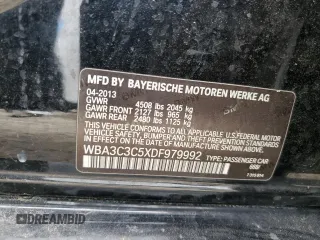 MFD BY BAYERISCHE MOTOREN WERKE AG
04-2013
GVWR 4508 lbs 2045 kg
GAWR FRONT 2127 lbs 965 kg
GAWR REAR 2480 lbs 1125 kg
THIS VEHICLE CONFORMS TO ALL APPLICABLE FEDERAL MOTOR
VEHICLE SAFETY, BUMPER, AND THEFT PREVENTION STANDARDS
IN EFFECT ON THE DATE OF MANUFACTURE SHOWN ABOVE.
WBA3C3C5XDF979992
TYPE: PASSENGER CAR
DREAMBID